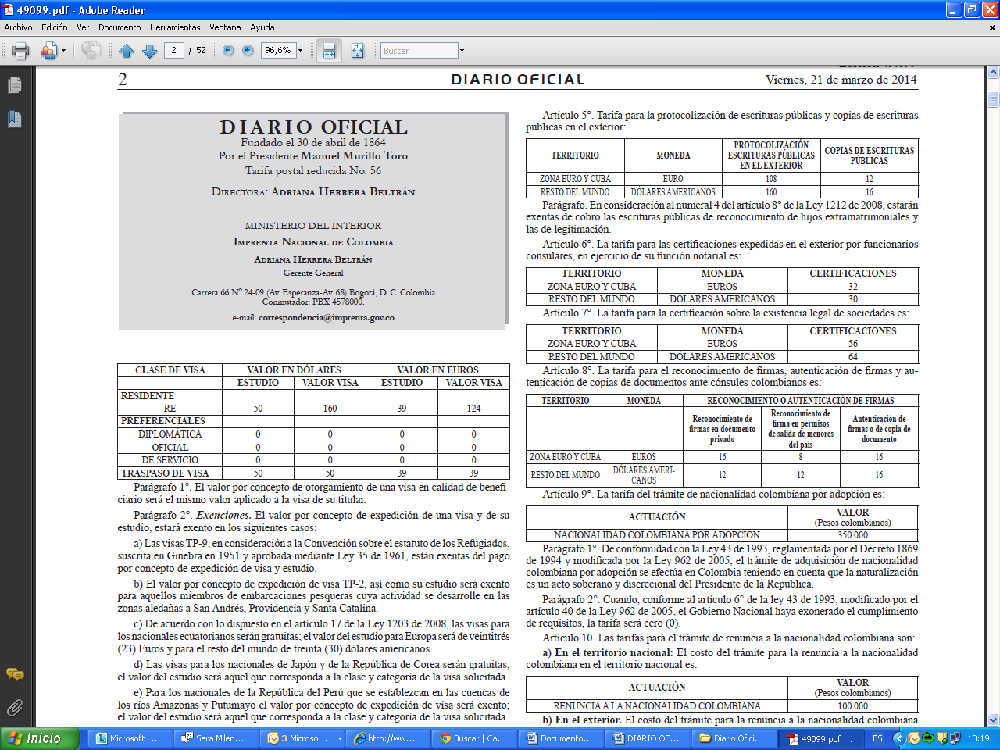 49099.pdf - Adobe Reader
Archivo Edición Ver Documento Herramientas Ventana Ayuda
2 / 52 96,6% Buscar
2 DIARIO OFICIAL Viernes, 21 de marzo de 2014
DIARIO OFICIAL
Fundado el 30 de abril de 1864
Por el Presidente Manuel Murillo Toro
Tarifa postal reducida No. 56
Directora: Adriana Herrera Beltrán
MINISTERIO DEL INTERIOR
Imprenta Nacional de Colombia
Adriana Herrera Beltrán
Gerente General
Carrera 66 Nº 24-09 (Av. Esperanza-Av. 68) Bogotá, D. C. Colombia
Conmutador: PBX 4578000.
e-mail: correspondencia@imprenta.gov.co
CLASE DE VISA VALOR EN DÓLARES VALOR EN EUROS
ESTUDIO VALOR VISA ESTUDIO VALOR VISA
RESIDENTE
RE 50 160 39 124
PREFERENCIALES
DIPLOMÁTICA 0 0 0 0
OFICIAL 0 0 0 0
DE SERVICIO 0 0 0 0
TRASPASO DE VISA 50 50 39 39
Parágrafo 1°. El valor por concepto de otorgamiento de una visa en calidad de benefi-
ciario será el mismo valor aplicado a la visa de su titular.
Parágrafo 2°. Exenciones. El valor por concepto de expedición de una visa y de su
estudio, estará exento en los siguientes casos:
a) Las visas TP-9, en consideración a la Convención sobre el estatuto de los Refugiados,
suscrita en Ginebra en 1951 y aprobada mediante Ley 35 de 1961, están exentas del pago
por concepto de expedición de visa y estudio.
b) El valor por concepto de expedición de visa TP-2, así como su estudio será exento
para aquellos miembros de embarcaciones pesqueras cuya actividad se desarrolle en las
zonas aledañas a San Andrés, Providencia y Santa Catalina.
c) De acuerdo con lo dispuesto en el artículo 17 de la Ley 1203 de 2008, las visas para
los nacionales ecuatorianos serán gratuitas; el valor del estudio para Europa será de veintitrés
(23) Euros y para el resto del mundo de treinta (30) dólares americanos.
d) Las visas para los nacionales de Japón y de la República de Corea serán gratuitas;
el valor del estudio será aquel que corresponda a la clase y categoría de la visa solicitada.
e) Para los nacionales de la República del Perú que se establezcan en las cuencas de
los ríos Amazonas y Putumayo el valor por concepto de expedición de visa será exento;
el valor del estudio será aquel que corresponda a la clase y categoría de la visa solicitada.
Artículo 5°. Tarifa para la protocolización de escrituras públicas y copias de escrituras
públicas en el exterior:
TERRITORIO MONEDA PROTOCOLIZACIÓN ESCRITURAS PÚBLICAS EN EL EXTERIOR COPIAS DE ESCRITURAS PÚBLICAS
ZONA EURO Y CUBA EURO 108 12
RESTO DEL MUNDO DÓLARES AMERICANOS 160 16
Parágrafo. En consideración al numeral 4 del artículo 8° de la Ley 1212 de 2008, estarán
exentas de cobro las escrituras públicas de reconocimiento de hijos extramatrimoniales y
las de legitimación.
Artículo 6°. La tarifa para las certificaciones expedidas en el exterior por funcionarios
consulares, en ejercicio de su función notarial es:
TERRITORIO MONEDA CERTIFICACIONES
ZONA EURO Y CUBA EUROS 32
RESTO DEL MUNDO DÓLARES AMERICANOS 30
Artículo 7°. La tarifa para la certificación sobre la existencia legal de sociedades es:
TERRITORIO MONEDA CERTIFICACIONES
ZONA EURO Y CUBA EUROS 56
RESTO DEL MUNDO DÓLARES AMERICANOS 64
Artículo 8°. La tarifa para el reconocimiento de firmas, autenticación de firmas y au-
tenticación de copias de documentos ante cónsules colombianos es:
TERRITORIO MONEDA RECONOCIMIENTO O AUTENTICACIÓN DE FIRMAS
Reconocimiento de firmas en documento privado Reconocimiento de firma en permisos de salida de menores del país Autenticación de firmas o de copia de documento
ZONA EURO Y CUBA EUROS 16 8 16
RESTO DEL MUNDO DÓLARES AMERI-CANOS 12 12 16
Artículo 9°. La tarifa del trámite de nacionalidad colombiana por adopción es:
ACTUACIÓN VALOR (Pesos colombianos)
NACIONALIDAD COLOMBIANA POR ADOPCIÓN 350.000
Parágrafo 1°. De conformidad con la Ley 43 de 1993, reglamentada por el Decreto 1869
de 1994 y modificada por la Ley 962 de 2005, el trámite de adquisición de nacionalidad
colombiana por adopción se efectúa en Colombia teniendo en cuenta que la naturalización
es un acto soberano y discrecional del Presidente de la República.
Parágrafo 2°. Cuando, conforme al artículo 6° de la ley 43 de 1993, modificado por el
artículo 40 de la Ley 962 de 2005, el Gobierno Nacional haya exonerado el cumplimiento
de requisitos, la tarifa será cero (0).
Artículo 10. Las tarifas para el trámite de renuncia a la nacionalidad colombiana son:
a) En el territorio nacional: El costo del trámite para la renuncia a la nacionalidad
colombiana en el territorio nacional es:
ACTUACIÓN VALOR (Pesos colombianos)
RENUNCIA A LA NACIONALIDAD COLOMBIANA 100.000
b) En el exterior. El costo del trámite para la renuncia a la nacionalidad colombiana
Inicio Microsoft L... Sara Milen... 3 Microso... http://ww... Buscar | Ca... Documento... DIARIO OF... Diario Ofici... 49099.pdf ... ES 10:19